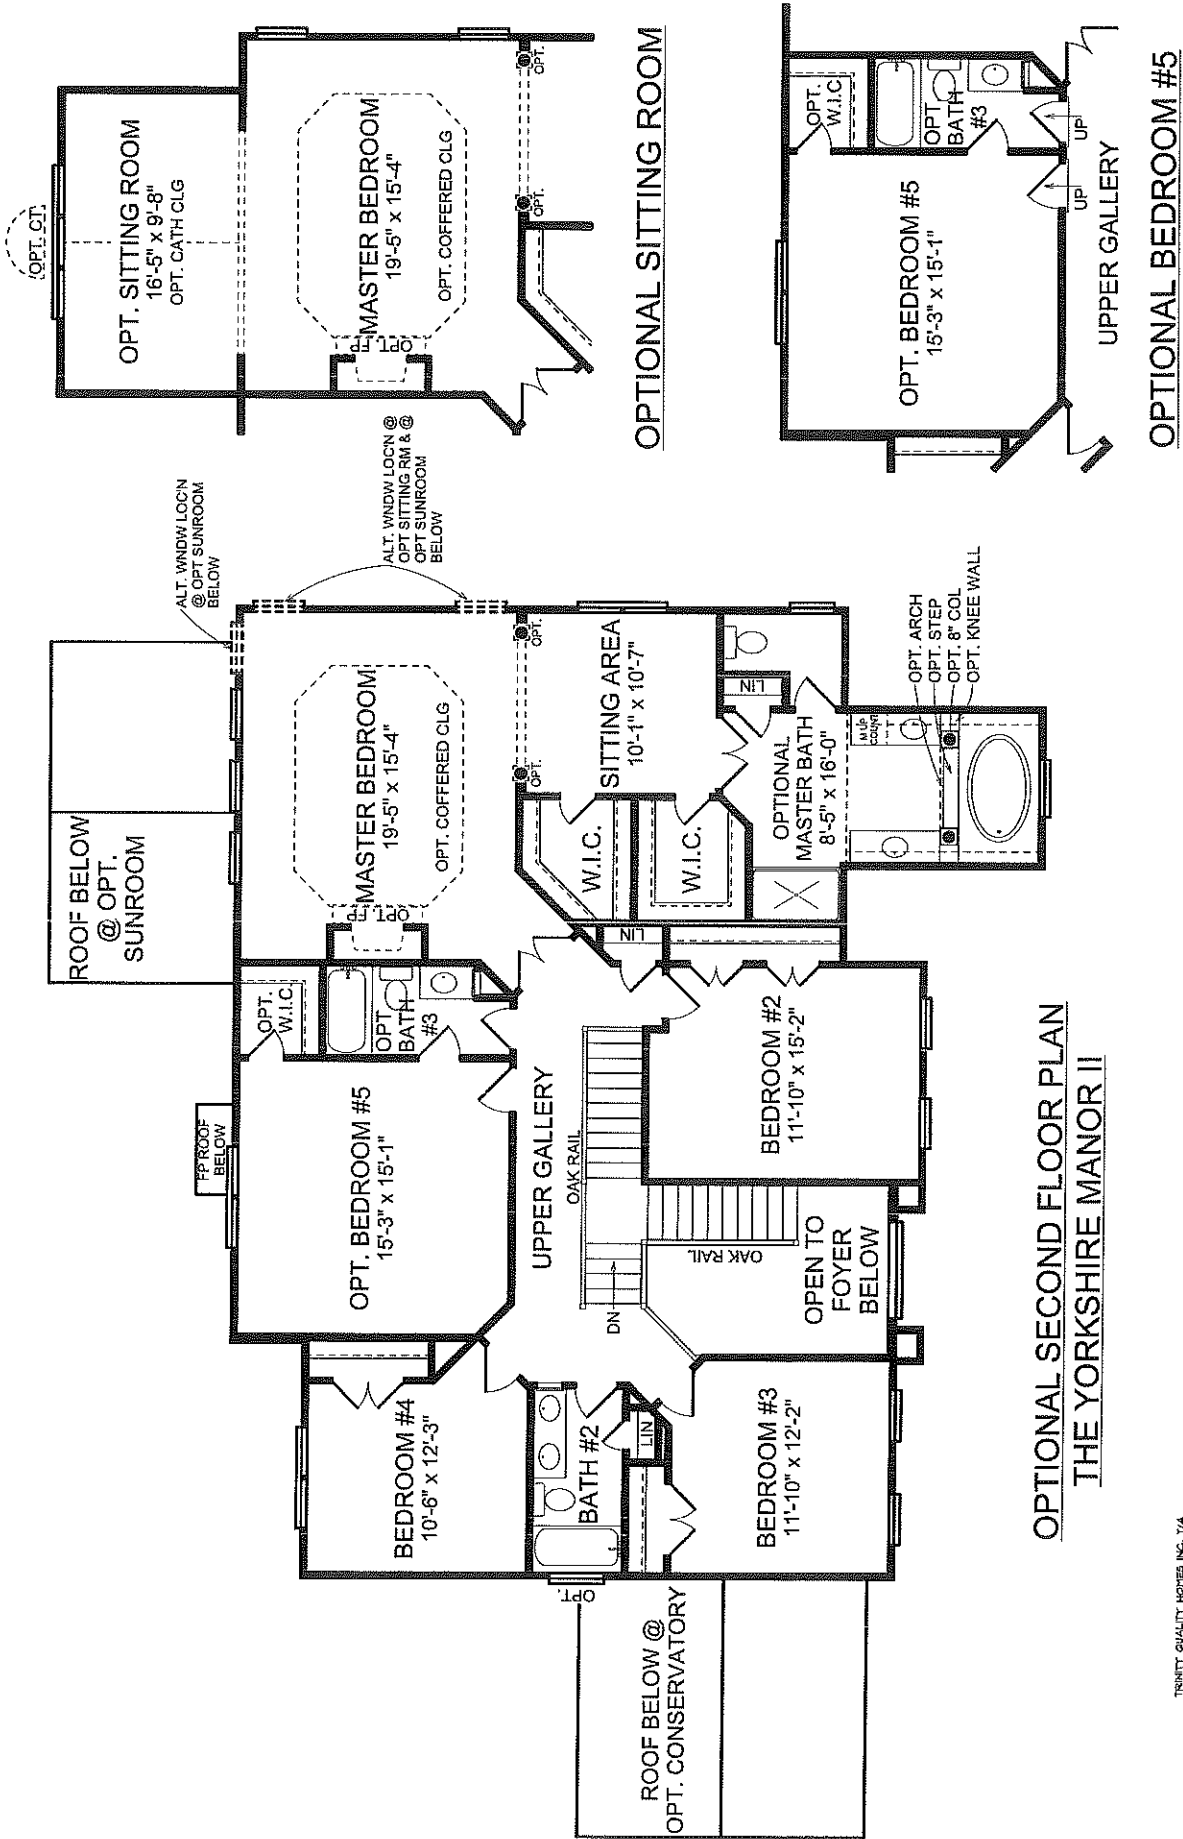 ROOF BELOW
@ OPT.
SUNROOM
ALT. WNDW LOC'N
@ OPT SUNROOM
BELOW
ALT. WNDW LOC'N @
OPT SITTING RM & @
OPT SUNROOM
BELOW
FP ROOF
BELOW
OPT.
W.I.C.
OPT
BATH
#3
OPT. FP
MASTER BEDROOM
19'-5" x 15'-4"
OPT. COFFERED CLG
OPT.
OPT.
OPT. BEDROOM #5
15'-3" x 15'-1"
BEDROOM #4
10'-6" x 12'-3"
UPPER GALLERY
OAK RAIL
SITTING AREA
10'-1" x 10'-7"
W.I.C.
W.I.C.
LIN
LIN
OPTIONAL
MASTER BATH
8'-5" x 16'-0"
M UP
COUNT
OPT. ARCH
OPT. STEP
OPT. 8" COL
OPT. KNEE WALL
OPT.
BATH #2
LIN
DN
OAK RAIL
OPEN TO
FOYER
BELOW
BEDROOM #2
11'-10" x 15'-2"
BEDROOM #3
11'-10" x 12'-2"
ROOF BELOW @
OPT. CONSERVATORY
OPTIONAL SECOND FLOOR PLAN
THE YORKSHIRE MANOR II
OPT. CT
OPT. SITTING ROOM
16'-5" x 9'-8"
OPT. CATH CLG
OPT. FP
MASTER BEDROOM
19'-5" x 15'-4"
OPT. COFFERED CLG
OPT.
OPT.
OPTIONAL SITTING ROOM
OPT.
W.I.C
OPT
BATH
#3
OPT. BEDROOM #5
15'-3" x 15'-1"
UP
UP
UPPER GALLERY
OPTIONAL BEDROOM #5
TRINITY QUALITY HOMES INC. T/A